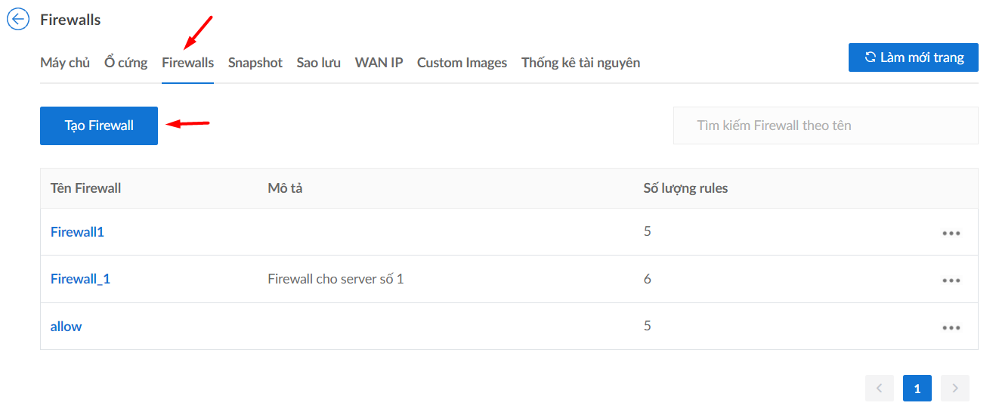 Firewalls
Máy chủ Ổ cứng Firewalls Snapshot Sao lưu WAN IP Custom Images Thống kê tài nguyên Làm mới trang
Tạo Firewall Tìm kiếm Firewall theo tên
Tên Firewall Mô tả Số lượng rules
Firewall1 5
Firewall_1 Firewall cho server số 1 6
allow 5
1